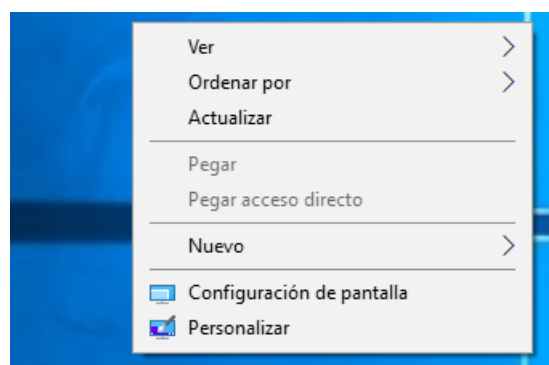 Ver
Ordenar por
Actualizar
Pegar
Pegar acceso directo
Nuevo
Configuración de pantalla
Personalizar